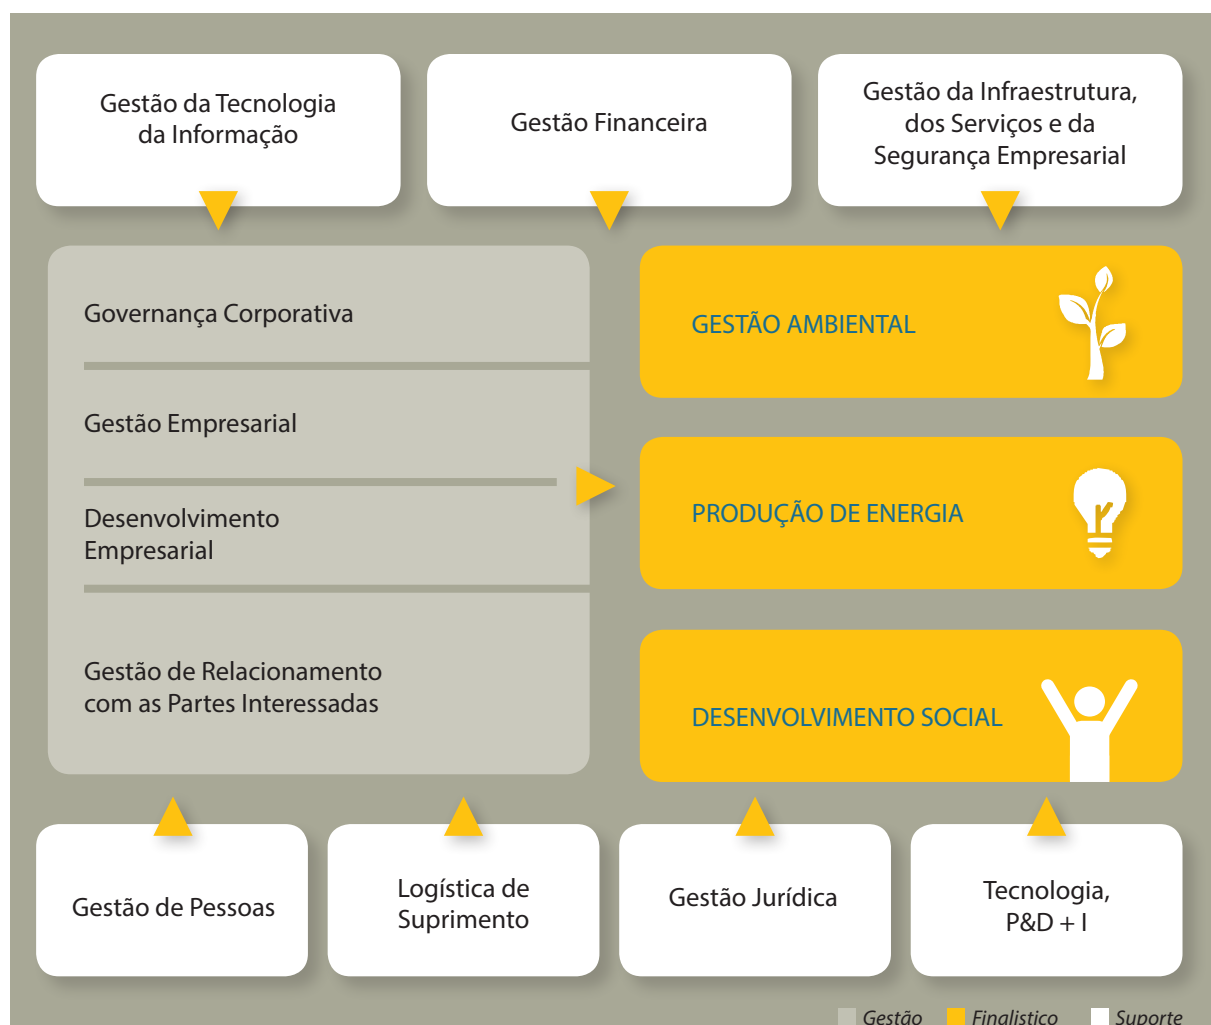 Gestão da Tecnologia
da Informação
Gestão Financeira
Gestão da Infraestrutura,
dos Serviços e da
Segurança Empresarial
Governança Corporativa
Gestão Empresarial
Desenvolvimento
Empresarial
Gestão de Relacionamento
com as Partes Interessadas
GESTÃO AMBIENTAL
PRODUÇÃO DE ENERGIA
DESENVOLVIMENTO SOCIAL
Gestão de Pessoas
Logística de
Suprimento
Gestão Jurídica
Tecnologia,
P&D + I
Gestão Finalistico Suporte